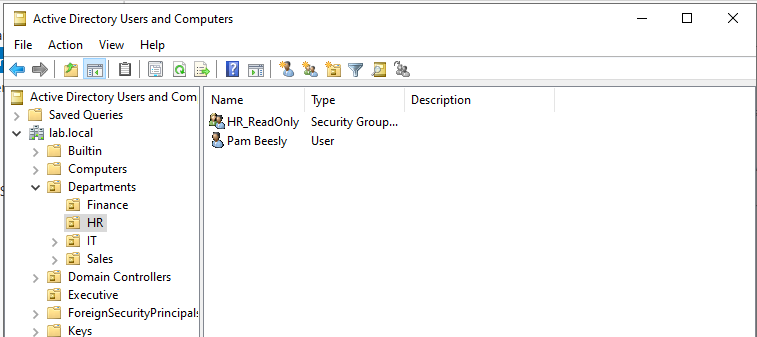 Active Directory Users and Computers
File Action View Help
Active Directory Users and Com
Saved Queries
lab.local
Builtin
Computers
Departments
Finance
HR
IT
Sales
Domain Controllers
Executive
ForeignSecurityPrincipals
Keys
Name Type Description
HR_ReadOnly Security Group...
Pam Beesly User